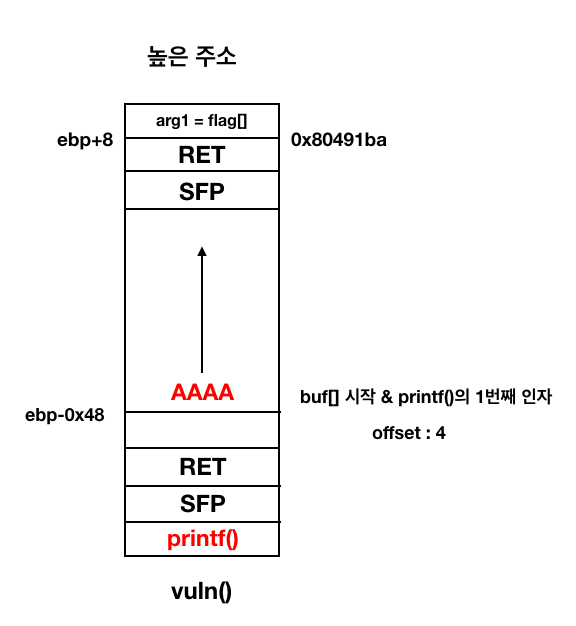 높은 주소
arg1 = flag[]
ebp+8
0x80491ba
RET
SFP
AAAA
buf[] 시작 & printf()의 1번째 인자
ebp-0x48
offset : 4
RET
SFP
printf()
vuln()